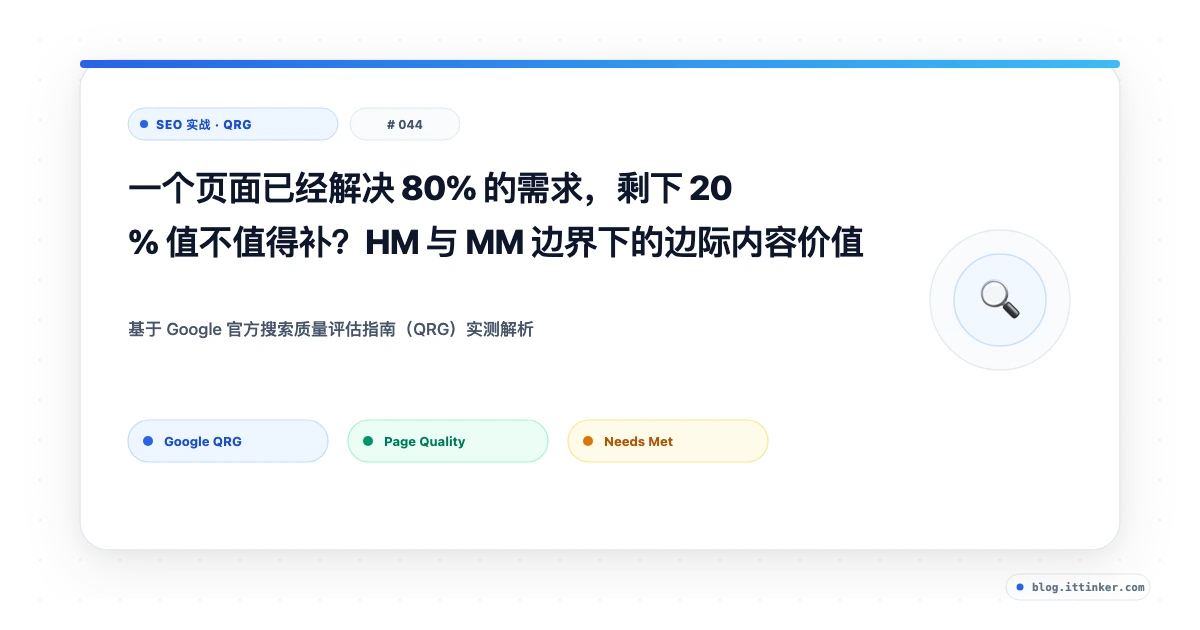 SEO 实战 · QRG
# 044
一个页面已经解决 80% 的需求，剩下 20
% 值不值得补？HM 与 MM 边界下的边际内容价值
基于 Google 官方搜索质量评估指南（QRG）实测解析
Google QRG
Page Quality
Needs Met
blog.ittinker.com